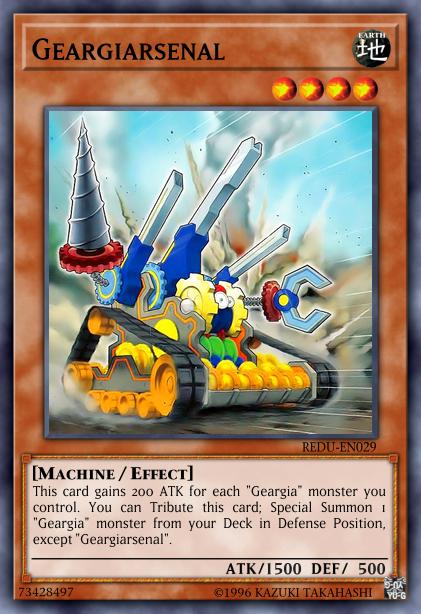 GEARGIARSENAL
EARTH
地
REDU-EN029
[MACHINE / EFFECT]
This card gains 200 ATK for each "Geargia" monster you
control. You can Tribute this card; Special Summon 1
"Geargia" monster from your Deck in Defense Position,
except "Geargiarsenal".
ATK/1500 DEF/ 500
73428497
©1996 KAZUKI TAKAHASHI